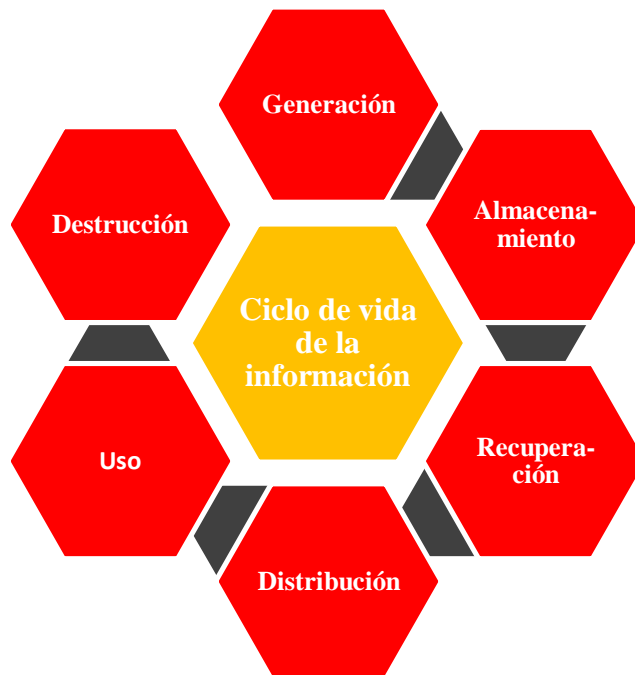 Generación
Almacena-
miento
Recupera-
ción
Distribución
Uso
Destrucción
Ciclo de vida
de la
información